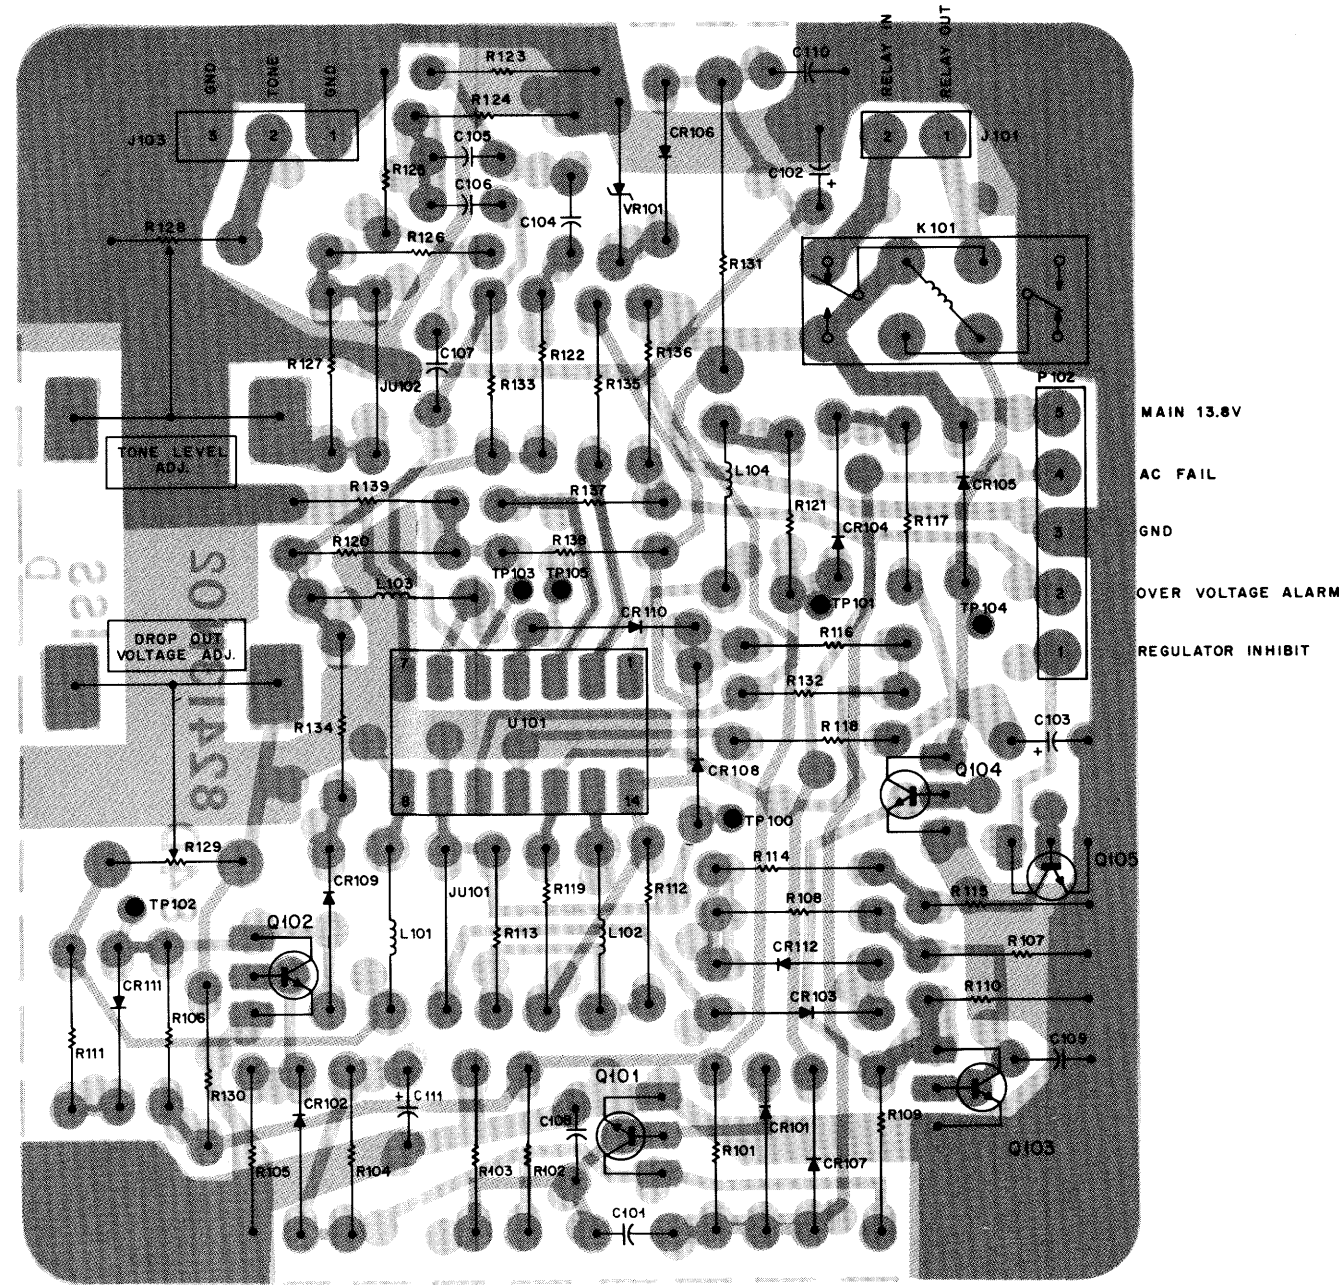 RELAY IN
RELAY OUT
GND
TONE
GND
R123
C110
R124
J103
3 2 1
C105
CR106
2 1
J101
R125
C106
C102
+
C104
VR101
R128
R126
K101
R131
R127
C107
R122
R136
JU102
R133
R135
P102
5
MAIN 13.8V
TONE LEVEL
ADJ.
L104
4
AC FAIL
R139
R137
CR105
R121
CR104
R117
3
GND
R120
R138
L103
TP103
TP105
TP101
TP104
2
OVER VOLTAGE ALARM
CR110
DROP OUT
VOLTAGE ADJ.
R116
1
REGULATOR INHIBIT
7
1
R132
R134
U101
R118
C103
+
CR108
Q104
8
14
TP100
R129
R114
Q105
CR109
JU101
R119
R112
R115
TP102
R108
Q102
L101
R113
L102
R107
CR112
CR111
CR103
R110
R106
R111
C109
R130
CR102
+
C111
Q101
R109
C108
CR101
R105
R104
R103
R102
R101
CR107
Q103
C101